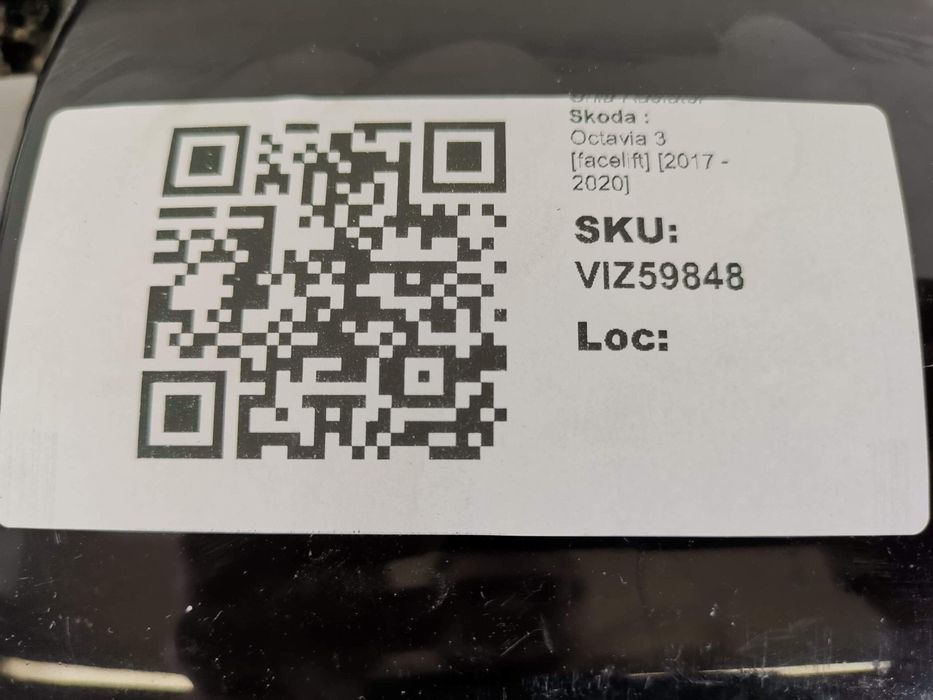 Skoda :
Octavia 3
[facelift] [2017 -
2020]
SKU:
VIZ59848
Loc: